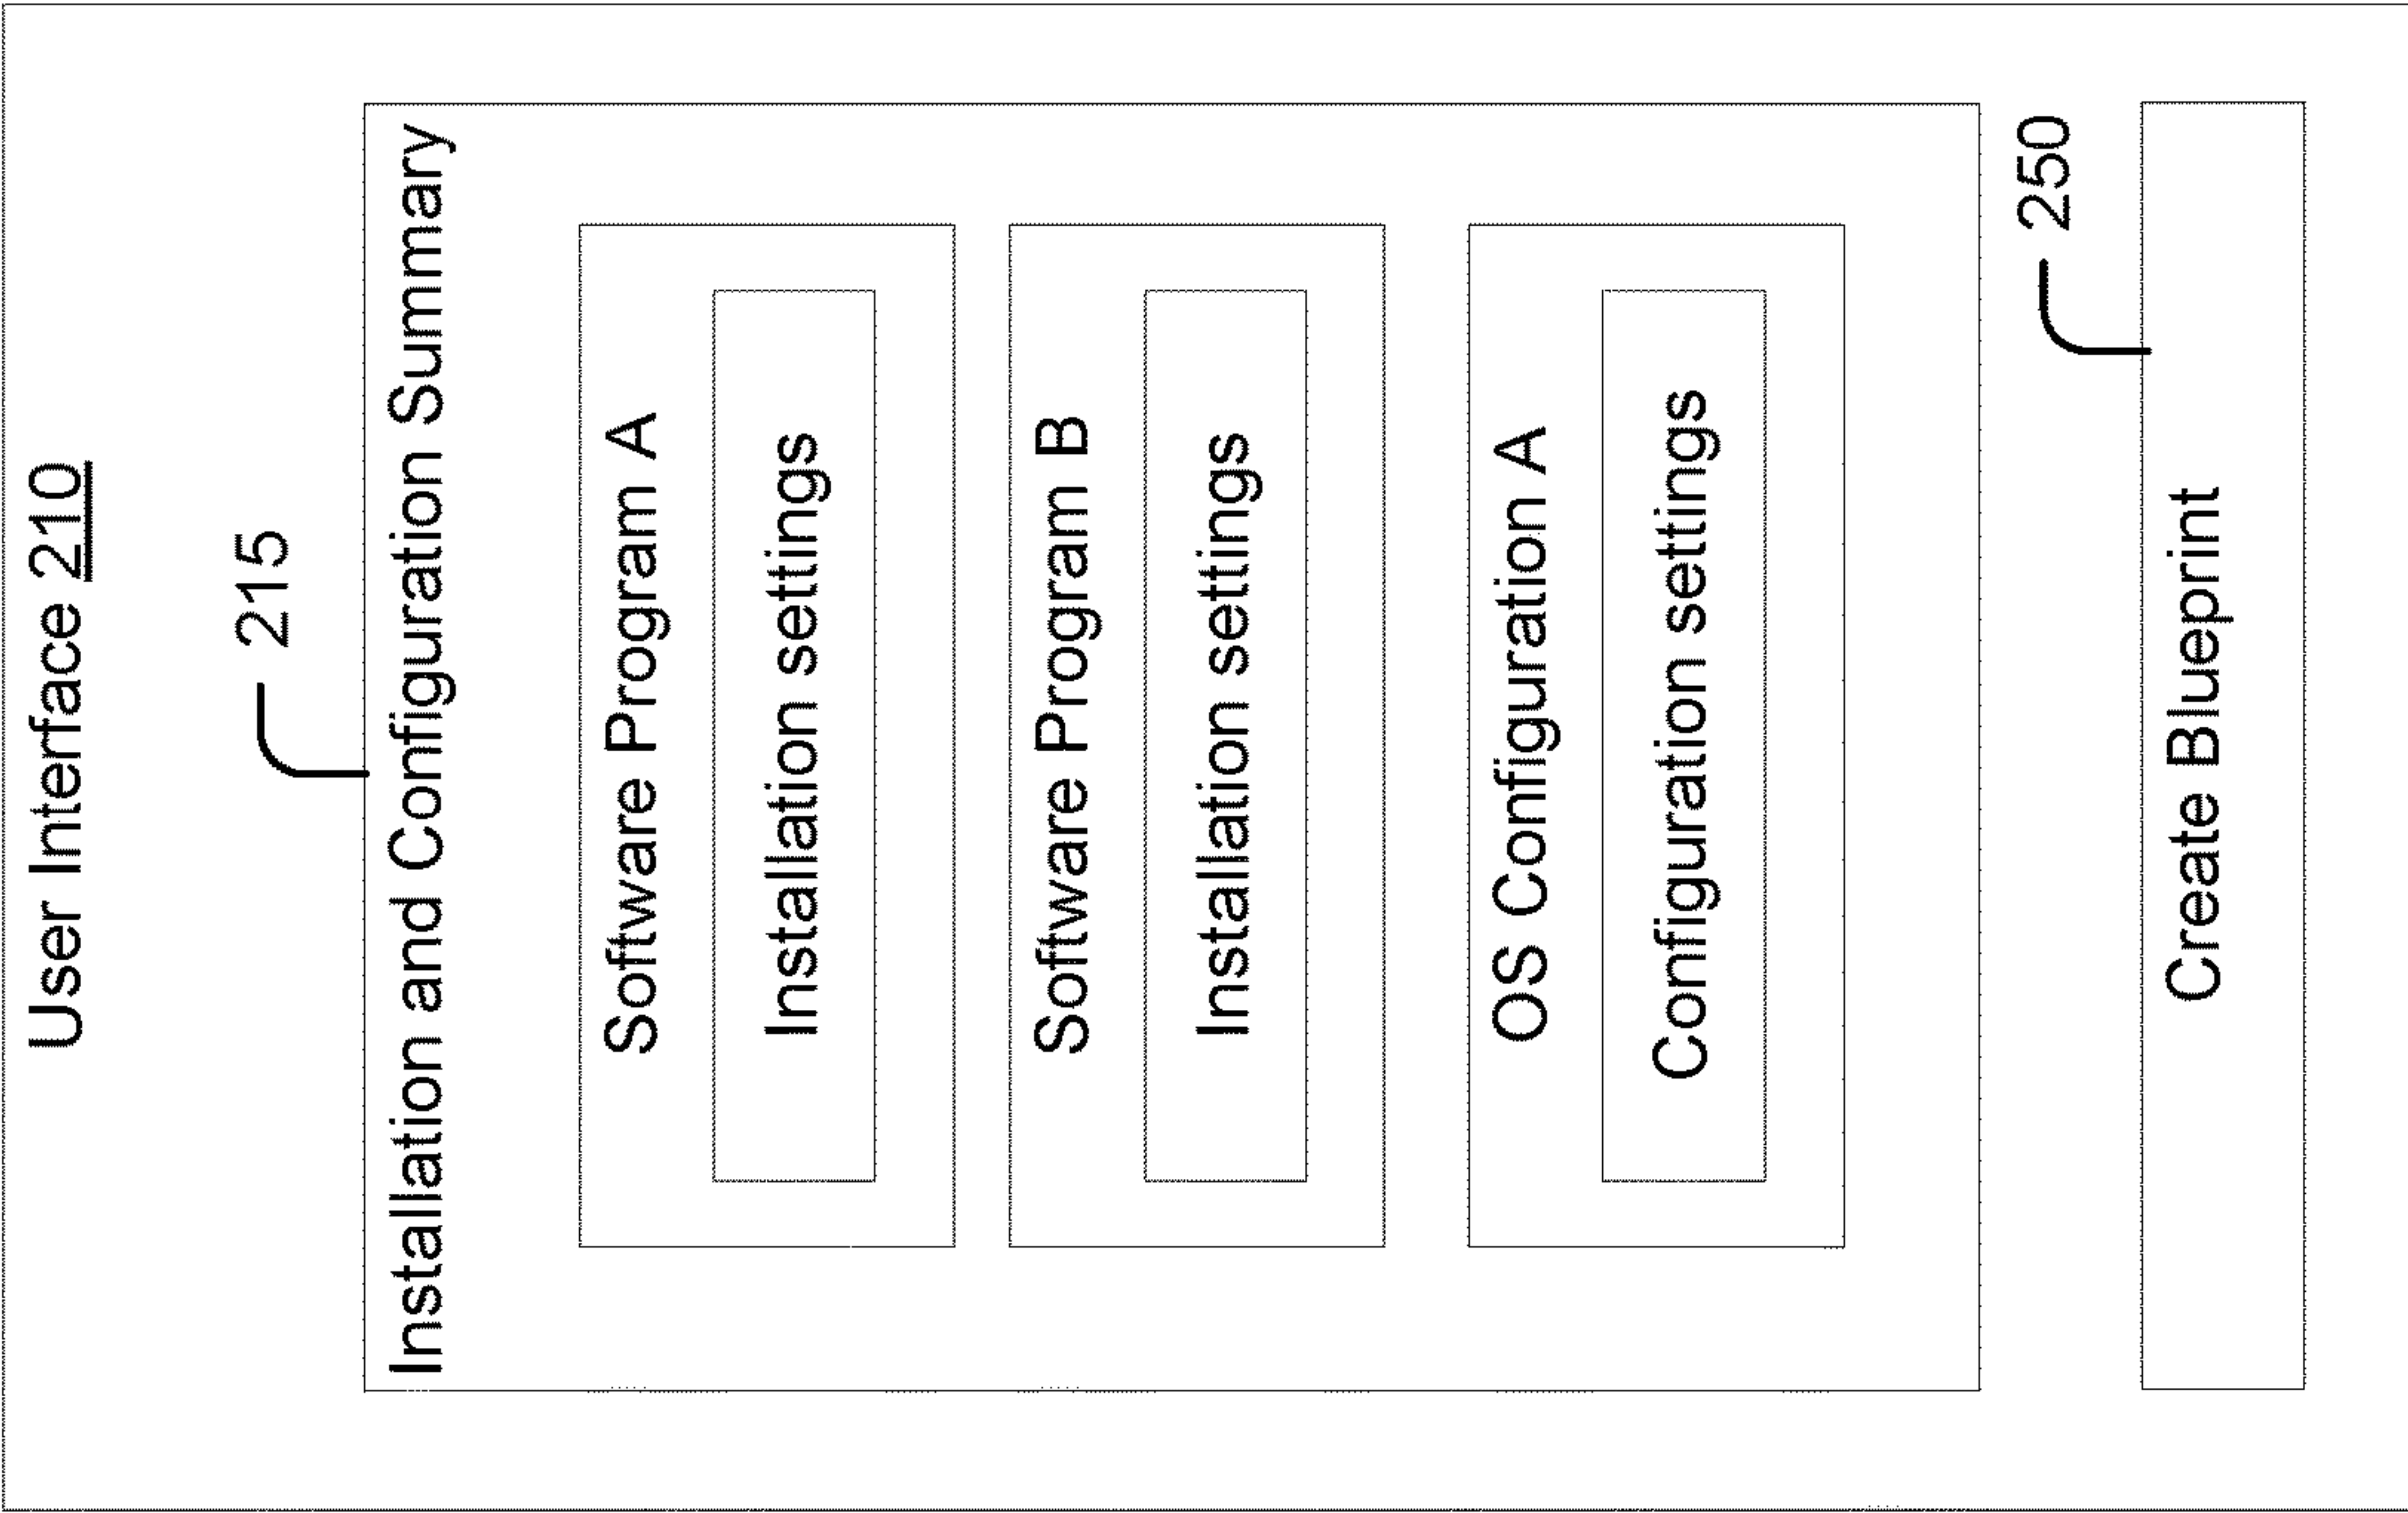 User Interface 210
215
Installation and Configuration Summary
Software Program A
Installation settings
Software Program B
Installation settings
OS Configuration A
Configuration settings
250
Create Blueprint